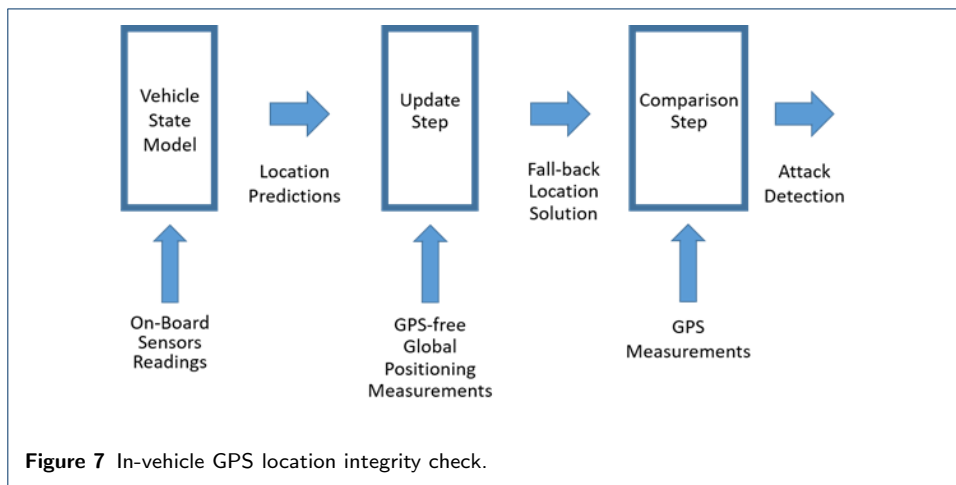 Vehicle
State
Model
Location
Predictions
Update
Step
Fall-back
Location
Solution
Comparison
Step
Attack
Detection
On-Board
Sensors
Readings
GPS-free
Global
Positioning
Measurements
GPS
Measurements
Figure 7 In-vehicle GPS location integrity check.